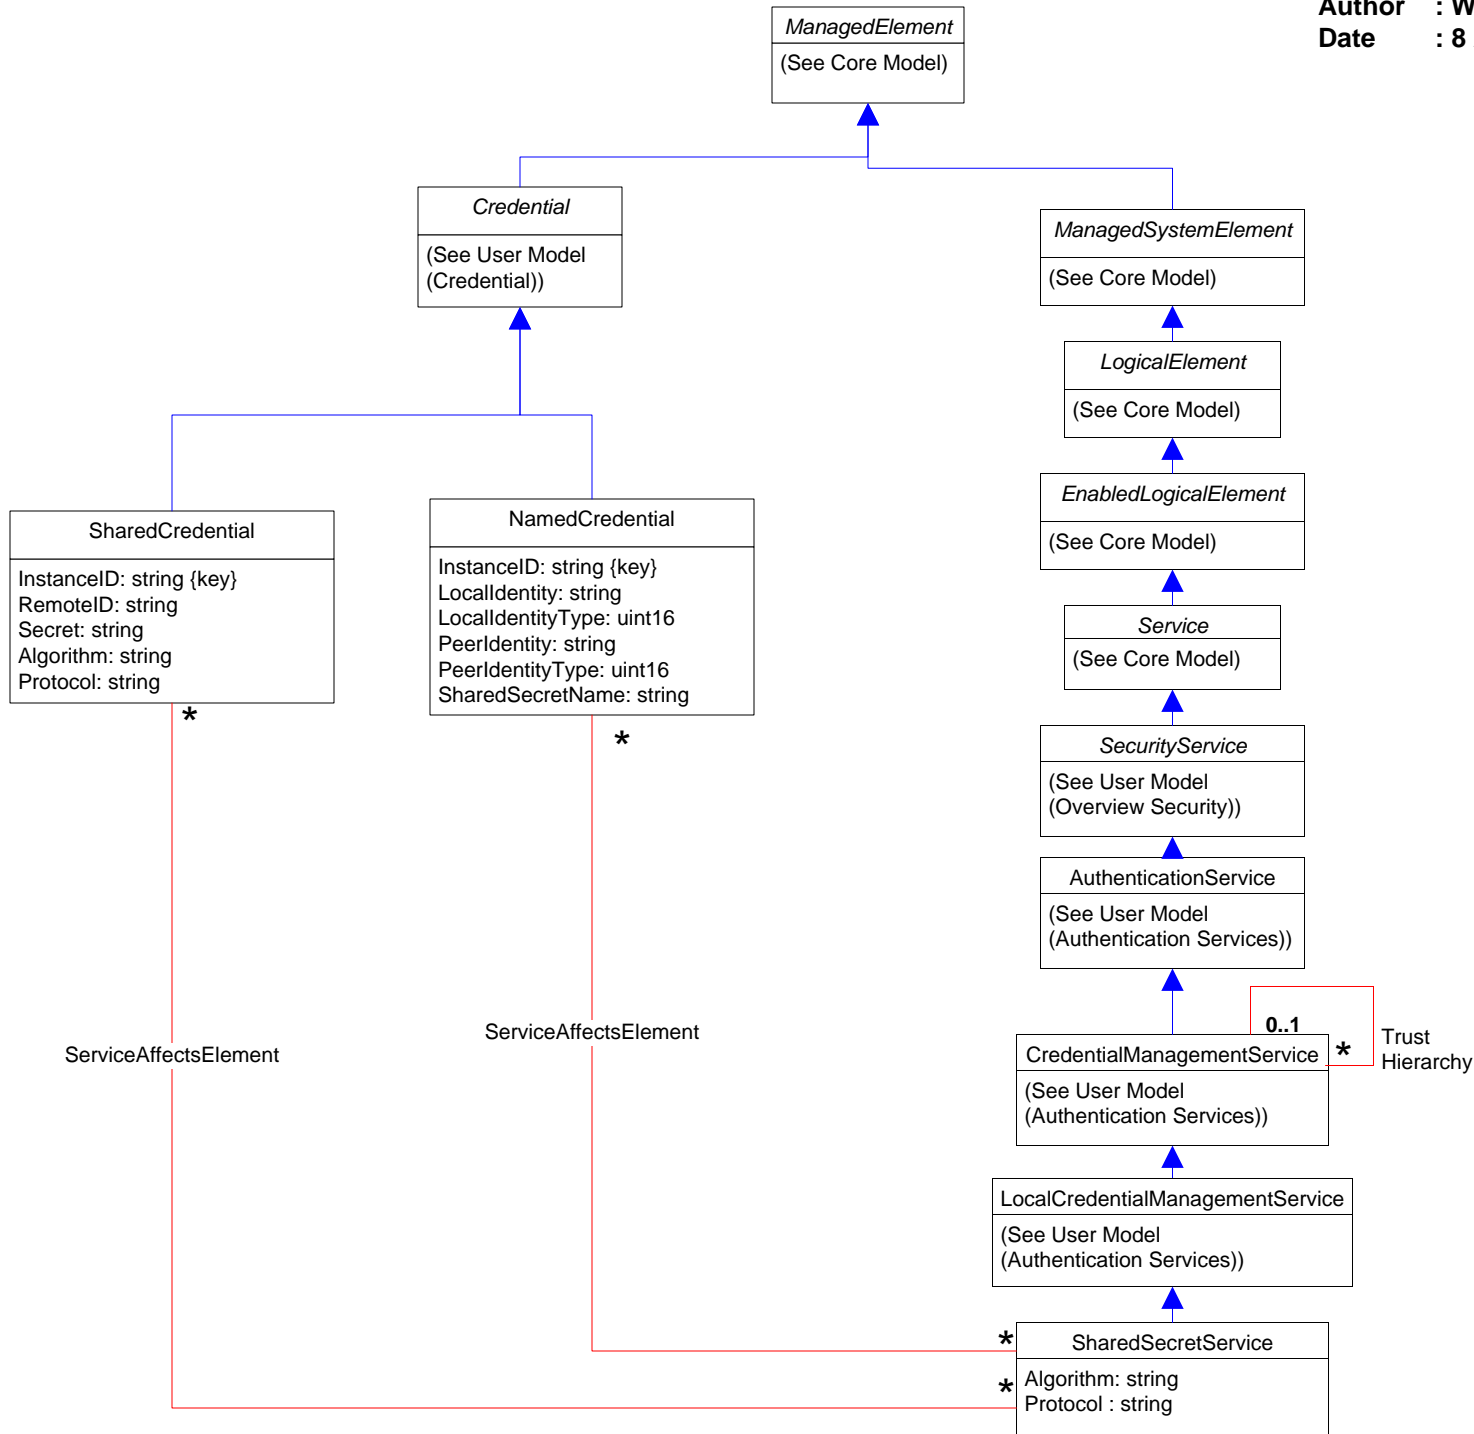 Author : W
Date : 8
ManagedElement
(See Core Model)
Credential
(See User Model
(Credential))
ManagedSystemElement
(See Core Model)
LogicalElement
(See Core Model)
EnabledLogicalElement
(See Core Model)
SharedCredential
InstanceID: string {key}
RemoteID: string
Secret: string
Algorithm: string
Protocol: string
*
NamedCredential
InstanceID: string {key}
LocalIdentity: string
LocalIdentityType: uint16
PeerIdentity: string
PeerIdentityType: uint16
SharedSecretName: string
*
Service
(See Core Model)
SecurityService
(See User Model
(Overview Security))
AuthenticationService
(See User Model
(Authentication Services))
ServiceAffectsElement
ServiceAffectsElement
0..1
*
Trust
Hierarchy
CredentialManagementService
(See User Model
(Authentication Services))
LocalCredentialManagementService
(See User Model
(Authentication Services))
*
*
SharedSecretService
Algorithm: string
Protocol : string